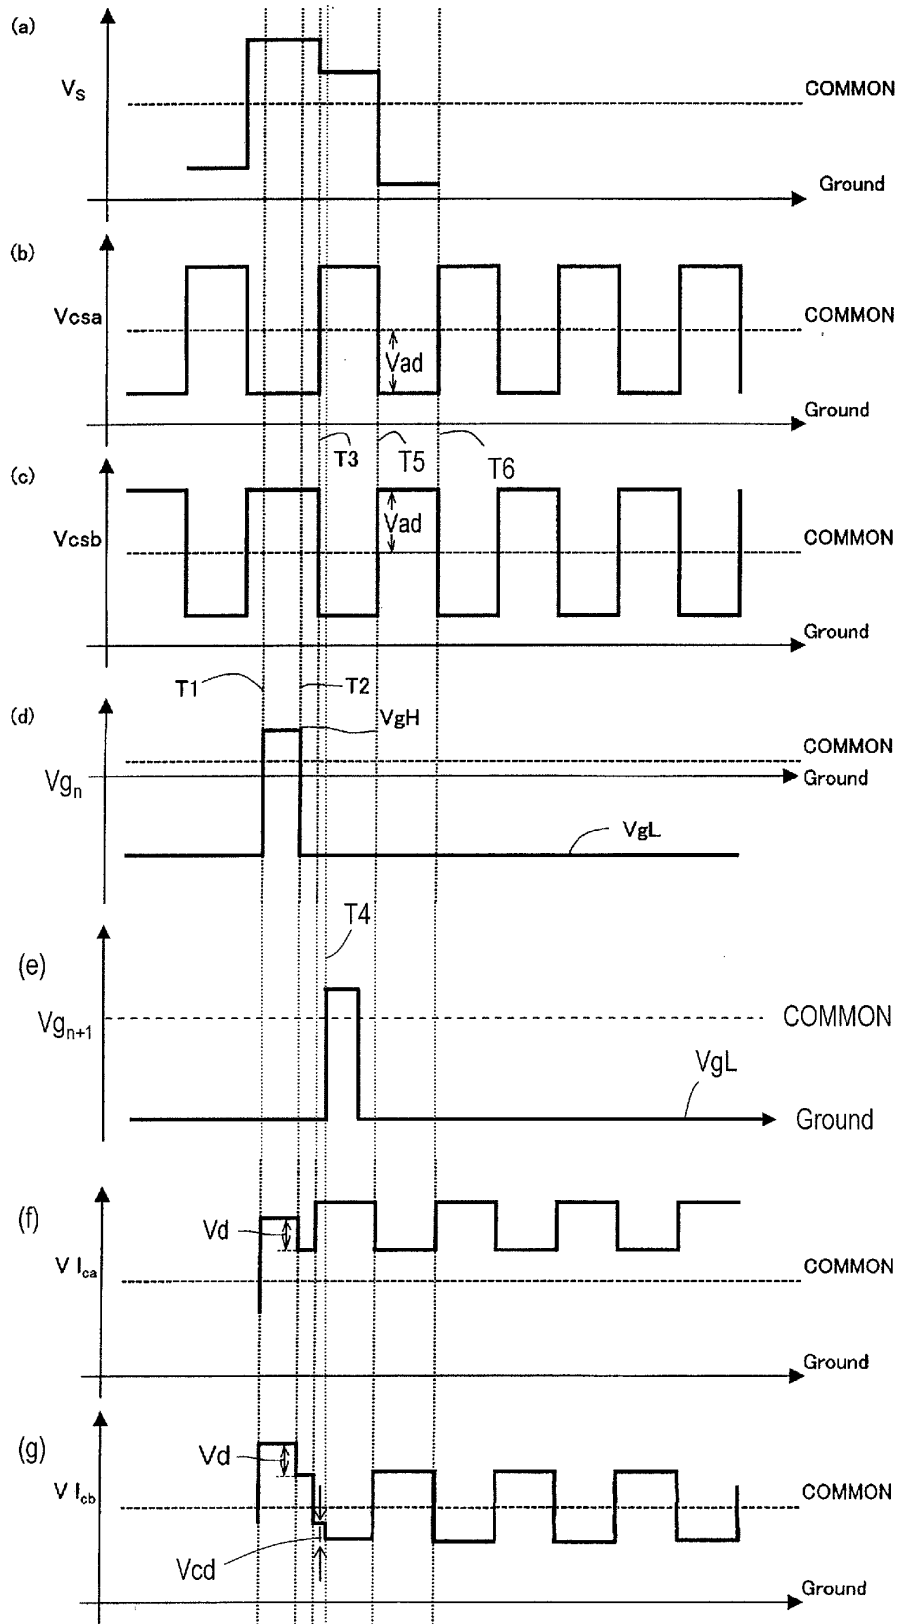 (a)
Vs
COMMON
Ground
(b)
Vcsa
COMMON
Vad
Ground
T3
T5
T6
(c)
Vcsb
Vad
COMMON
Ground
T1
T2
(d)
VgH
COMMON
Vgn
Ground
VgL
T4
(e)
Vgn+1
COMMON
VgL
Ground
(f)
Vd
V Ica
COMMON
Ground
(g)
Vd
V Icb
COMMON
Vcd
Ground